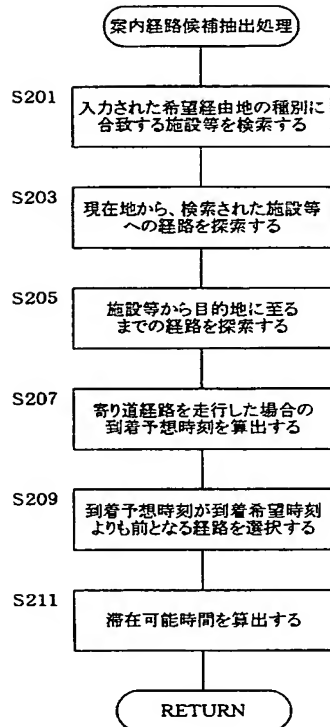 案内経路候補抽出処理
S201
入力された希望経由地の種別に
合致する施設等を検索する
S203
現在地から、検索された施設等
への経路を探索する
S205
施設等から目的地に至る
までの経路を探索する
S207
寄り道経路を走行した場合の
到着予想時刻を算出する
S209
到着予想時刻が到着希望時刻
よりも前となる経路を選択する
S211
滞在可能時間を算出する
RETURN